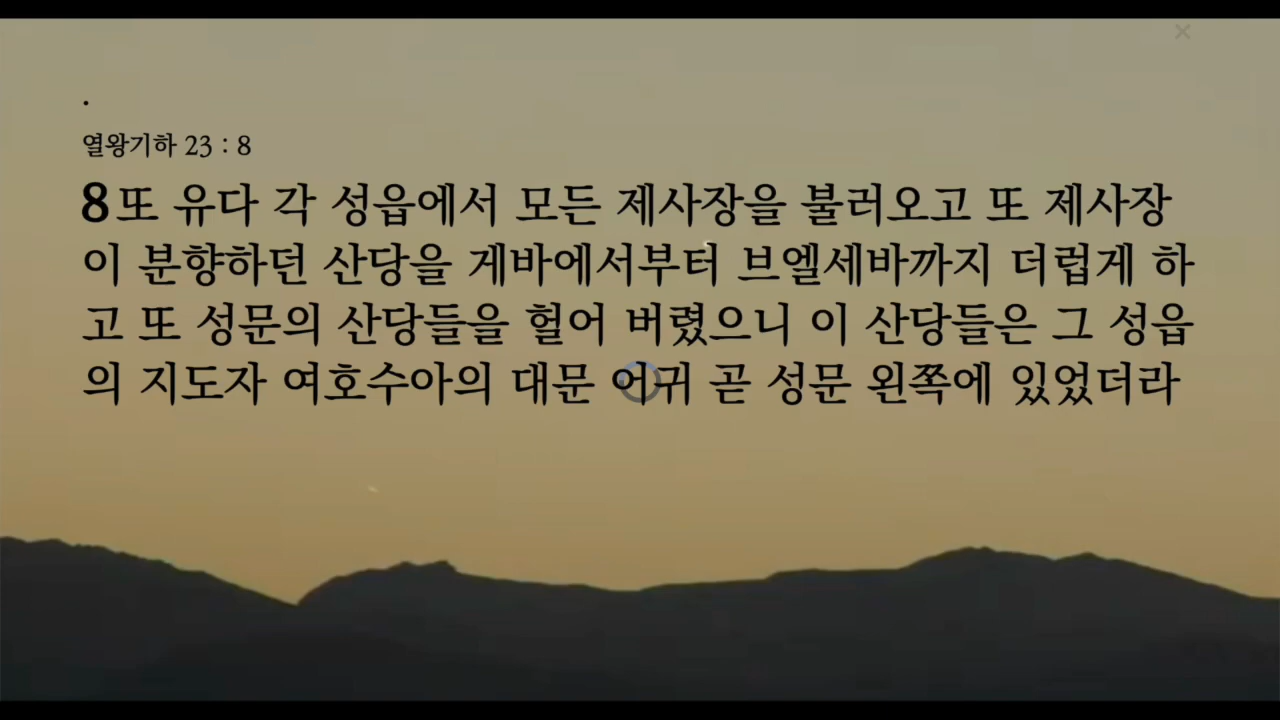 .
열왕기하 23 : 8
8 또 유다 각 성읍에서 모든 제사장을 불러오고 또 제사장
이 분향하던 산당을 게바에서부터 브엘세바까지 더럽게 하
고 또 성문의 산당들을 헐어 버렸으니 이 산당들은 그 성읍
의 지도자 여호수아의 대문 어귀 곧 성문 왼쪽에 있었더라